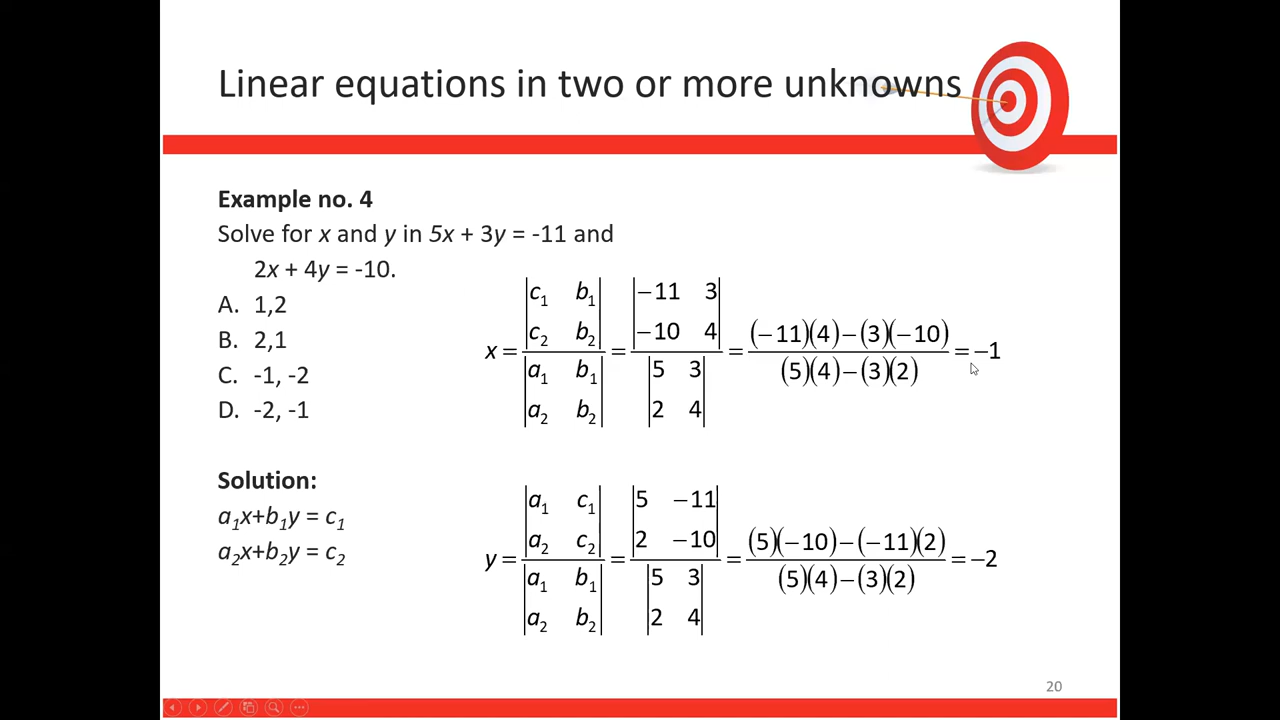 Linear equations in two or more unknowns
Example no. 4
Solve for x and y in 5x + 3y = -11 and
2x + 4y = -10.
A. 1,2
B. 2,1
C. -1, -2
D. -2, -1
x = |c₁ b₁; c₂ b₂| / |a₁ b₁; a₂ b₂| = |−11 3; −10 4| / |5 3; 2 4| = ((−11)(4)−(3)(−10)) / ((5)(4)−(3)(2)) = −1
Solution:
a₁x+b₁y = c₁
a₂x+b₂y = c₂
y = |a₁ c₁; a₂ c₂| / |a₁ b₁; a₂ b₂| = |5 −11; 2 −10| / |5 3; 2 4| = ((5)(−10)−(−11)(2)) / ((5)(4)−(3)(2)) = −2
20